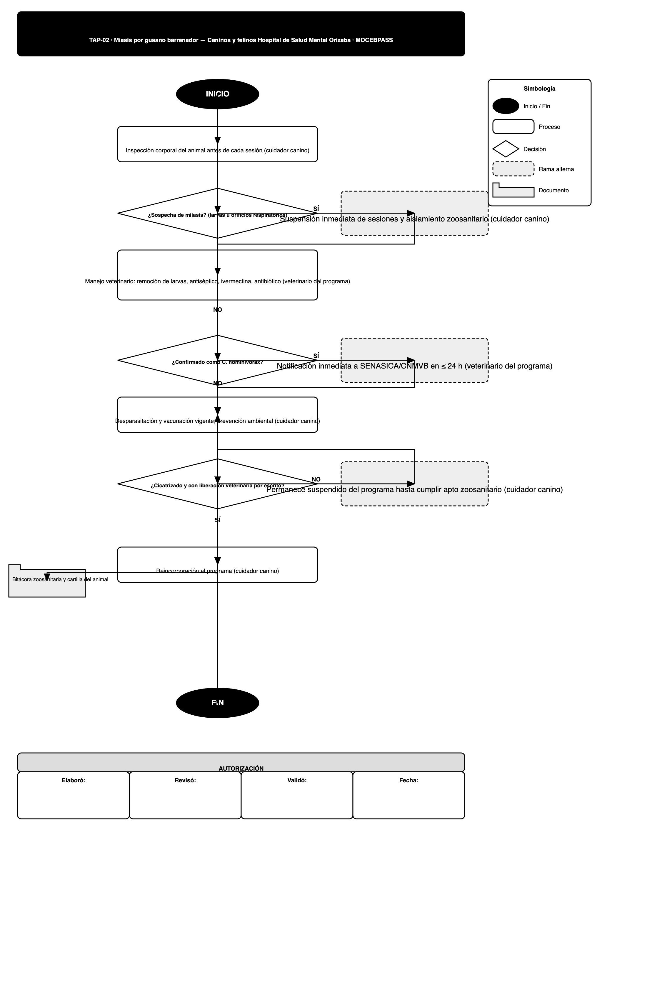 TAP-02 · Miasis por gusano barrenador — Caninos y felinos Hospital de Salud Mental Orizaba · MOCEBPASS
INICIO
Simbología
Inicio / Fin
Proceso
Decisión
Rama alterna
Documento
Inspección corporal del animal antes de cada sesión (cuidador canino)
¿Sospecha de miiasis? (larvas u orificios respiratorios)
SÍ
Suspensión inmediata de sesiones y aislamiento zoosanitario (cuidador canino)
Manejo veterinario: remoción de larvas, antiséptico, ivermectina, antibiótico (veterinario del programa)
NO
¿Confirmado como C. hominivorax?
SÍ
Notificación inmediata a SENASICA/CNMVB en ≤ 24 h (veterinario del programa)
NO
Desparasitación y vacunación vigente; prevención ambiental (cuidador canino)
¿Cicatrizado y con liberación veterinaria por escrito?
NO
Permanece suspendido del programa hasta cumplir apto zoosanitario (cuidador canino)
SÍ
Reincorporación al programa (cuidador canino)
Bitácora zoosanitaria y cartilla del animal
FIN
AUTORIZACIÓN
Elaboró:
Revisó:
Validó:
Fecha: